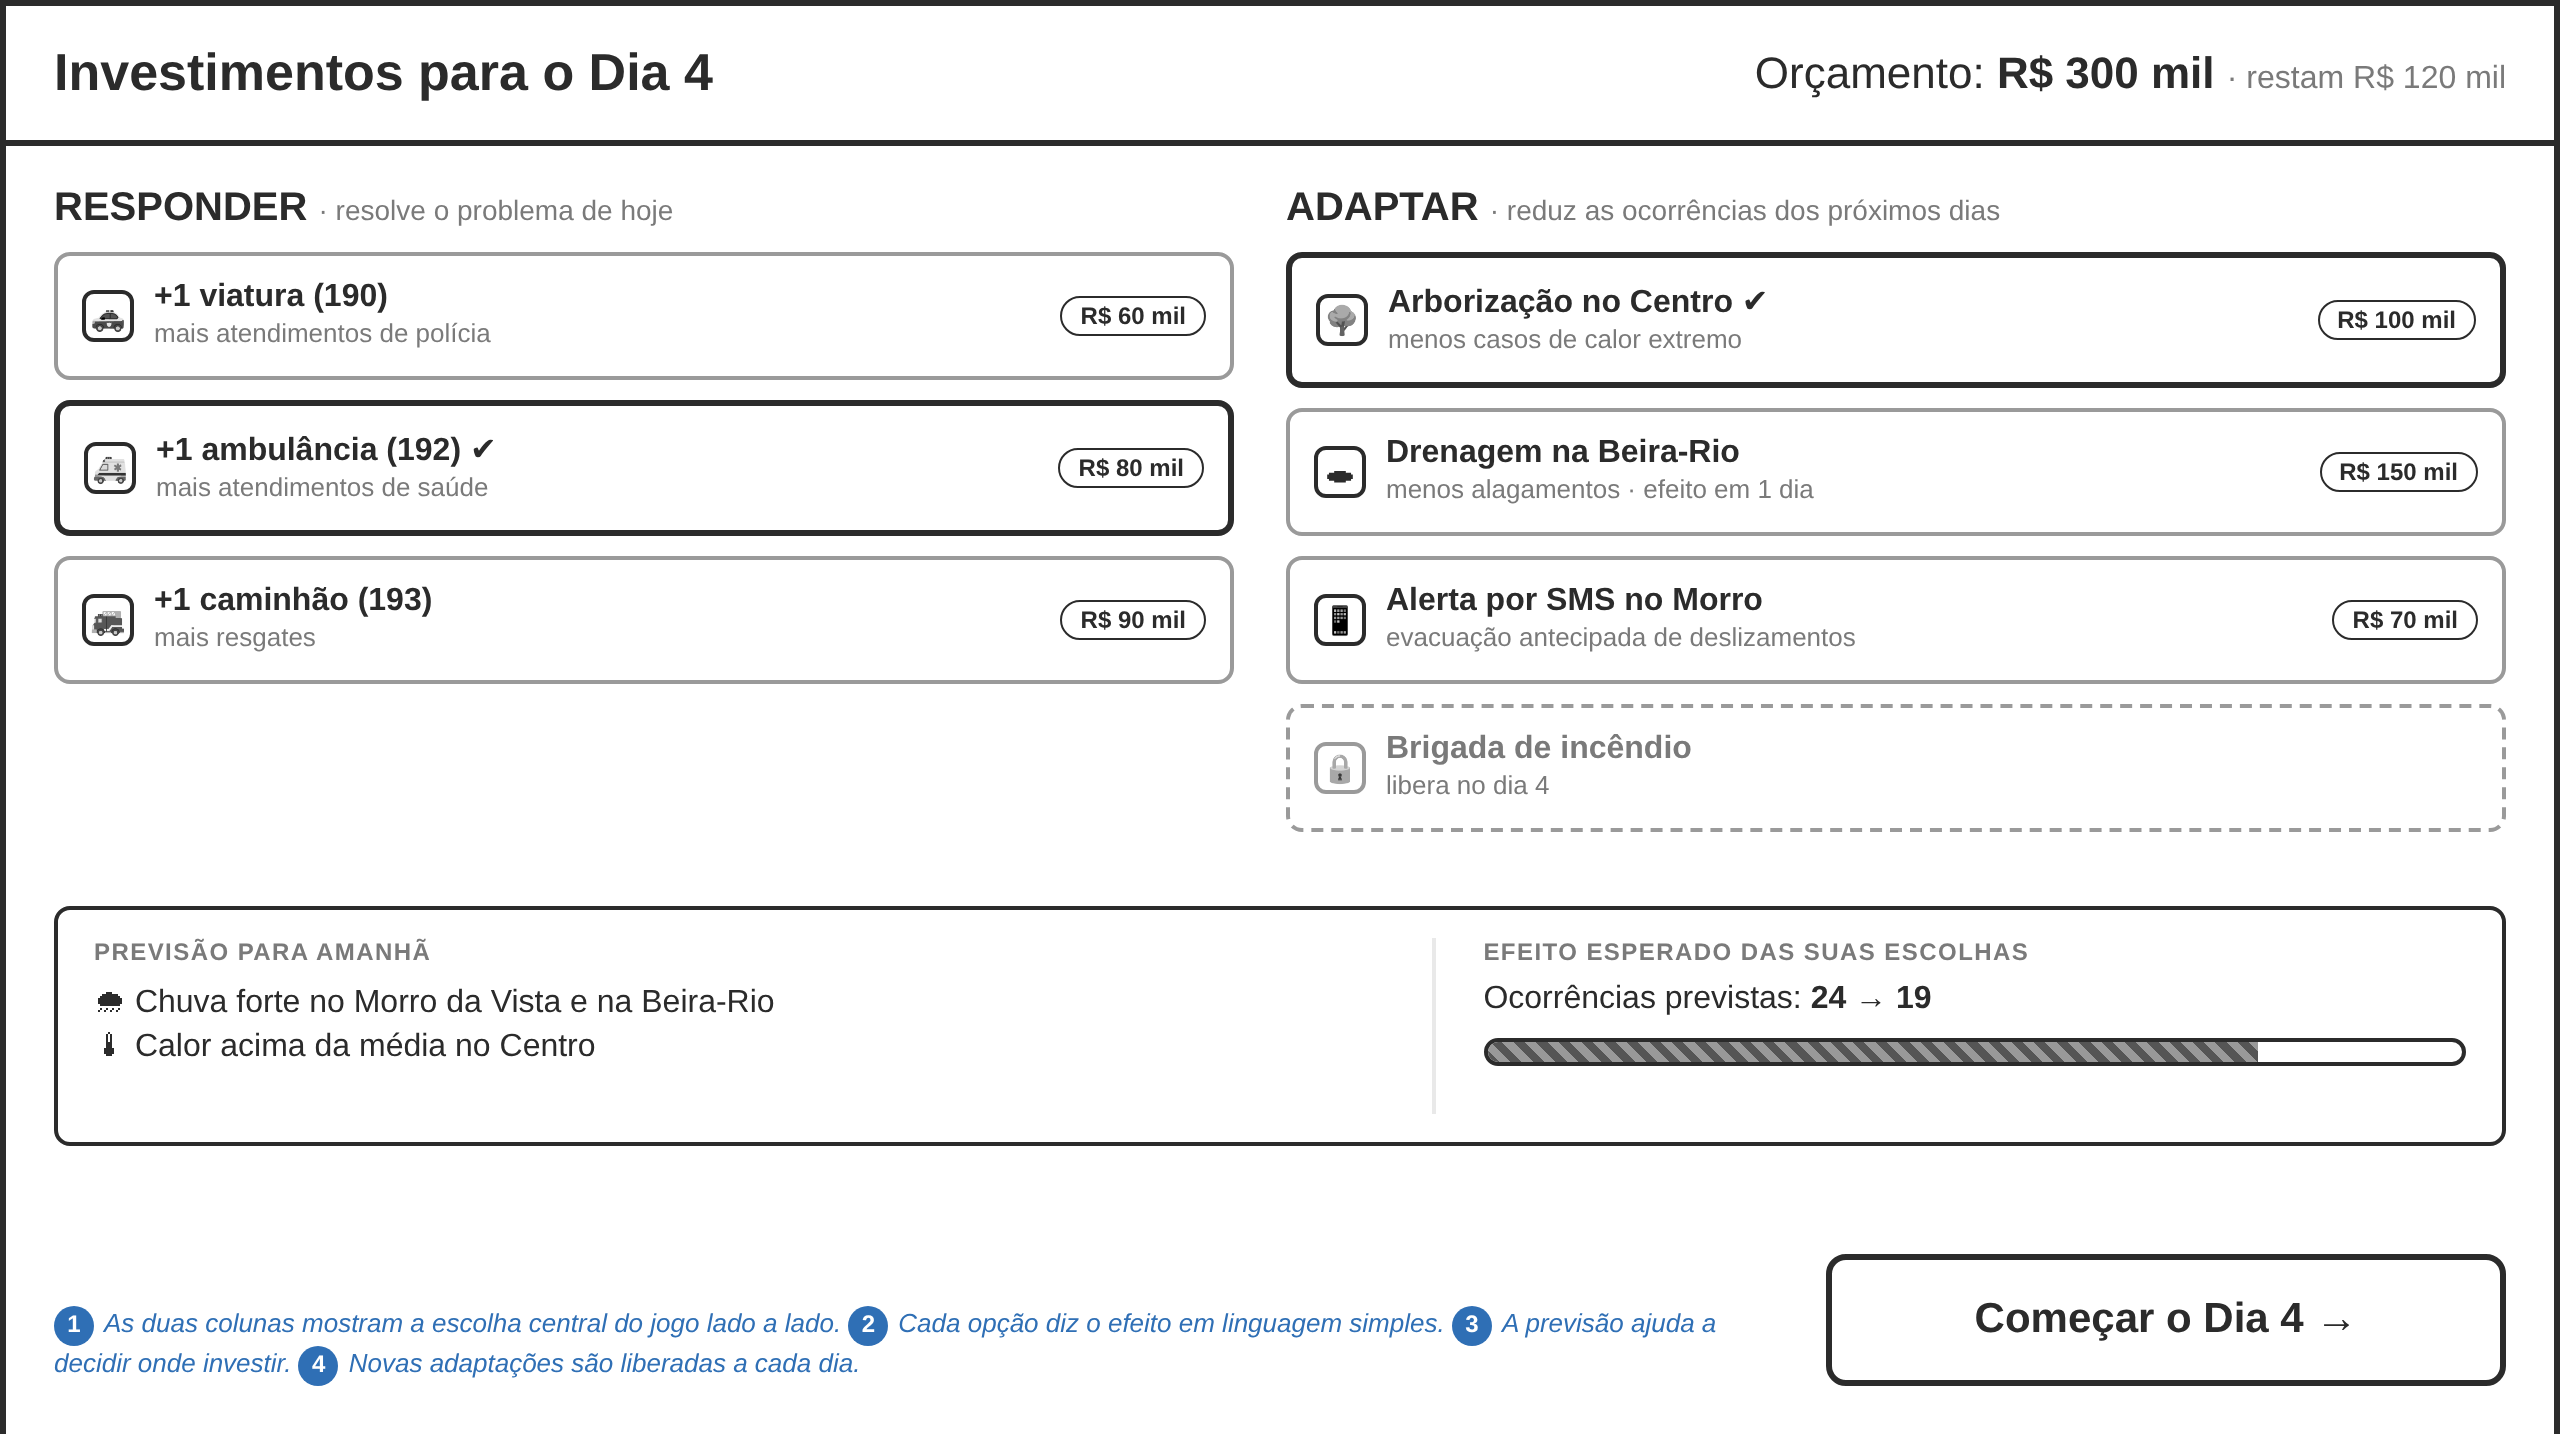 Investimentos para o Dia 4
Orçamento: R$ 300 mil · restam R$ 120 mil
RESPONDER · resolve o problema de hoje
+1 viatura (190)
mais atendimentos de polícia
R$ 60 mil
+1 ambulância (192) ✔
mais atendimentos de saúde
R$ 80 mil
+1 caminhão (193)
mais resgates
R$ 90 mil
ADAPTAR · reduz as ocorrências dos próximos dias
Arborização no Centro ✔
menos casos de calor extremo
R$ 100 mil
Drenagem na Beira-Rio
menos alagamentos · efeito em 1 dia
R$ 150 mil
Alerta por SMS no Morro
evacuação antecipada de deslizamentos
R$ 70 mil
Brigada de incêndio
libera no dia 4
PREVISÃO PARA AMANHÃ
Chuva forte no Morro da Vista e na Beira-Rio
Calor acima da média no Centro
EFEITO ESPERADO DAS SUAS ESCOLHAS
Ocorrências previstas: 24 → 19
1 As duas colunas mostram a escolha central do jogo lado a lado. 2 Cada opção diz o efeito em linguagem simples. 3 A previsão ajuda a
decidir onde investir. 4 Novas adaptações são liberadas a cada dia.
Começar o Dia 4 →